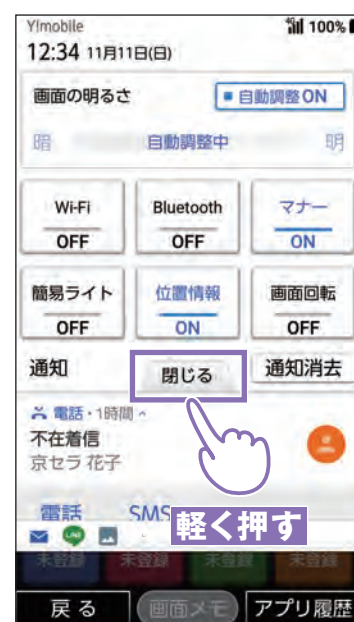 Y!mobile 4G 100%
12:34 11月11日(日)
画面の明るさ 自動調整ON
暗 自動調整中 明
Wi-Fi Bluetooth マナー
OFF OFF ON
簡易ライト 位置情報 画面回転
OFF ON OFF
通知 閉じる 通知消去
電話・1時間
不在着信
京セラ 花子
電話 SMS
軽く押す
未登録 未登録 未登録 未登録
戻る 画面メモ アプリ履歴